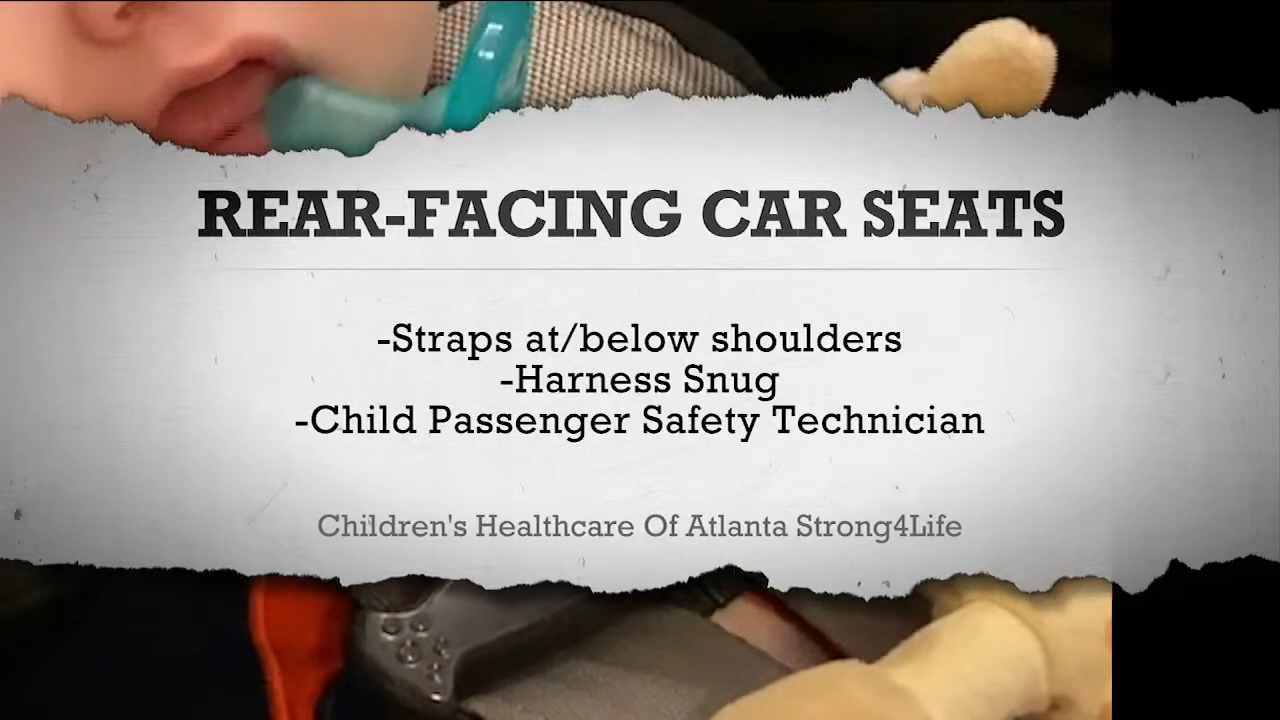 REAR-FACING CAR SEATS
-Straps at/below shoulders
-Harness Snug
-Child Passenger Safety Technician
Children's Healthcare Of Atlanta Strong4Life